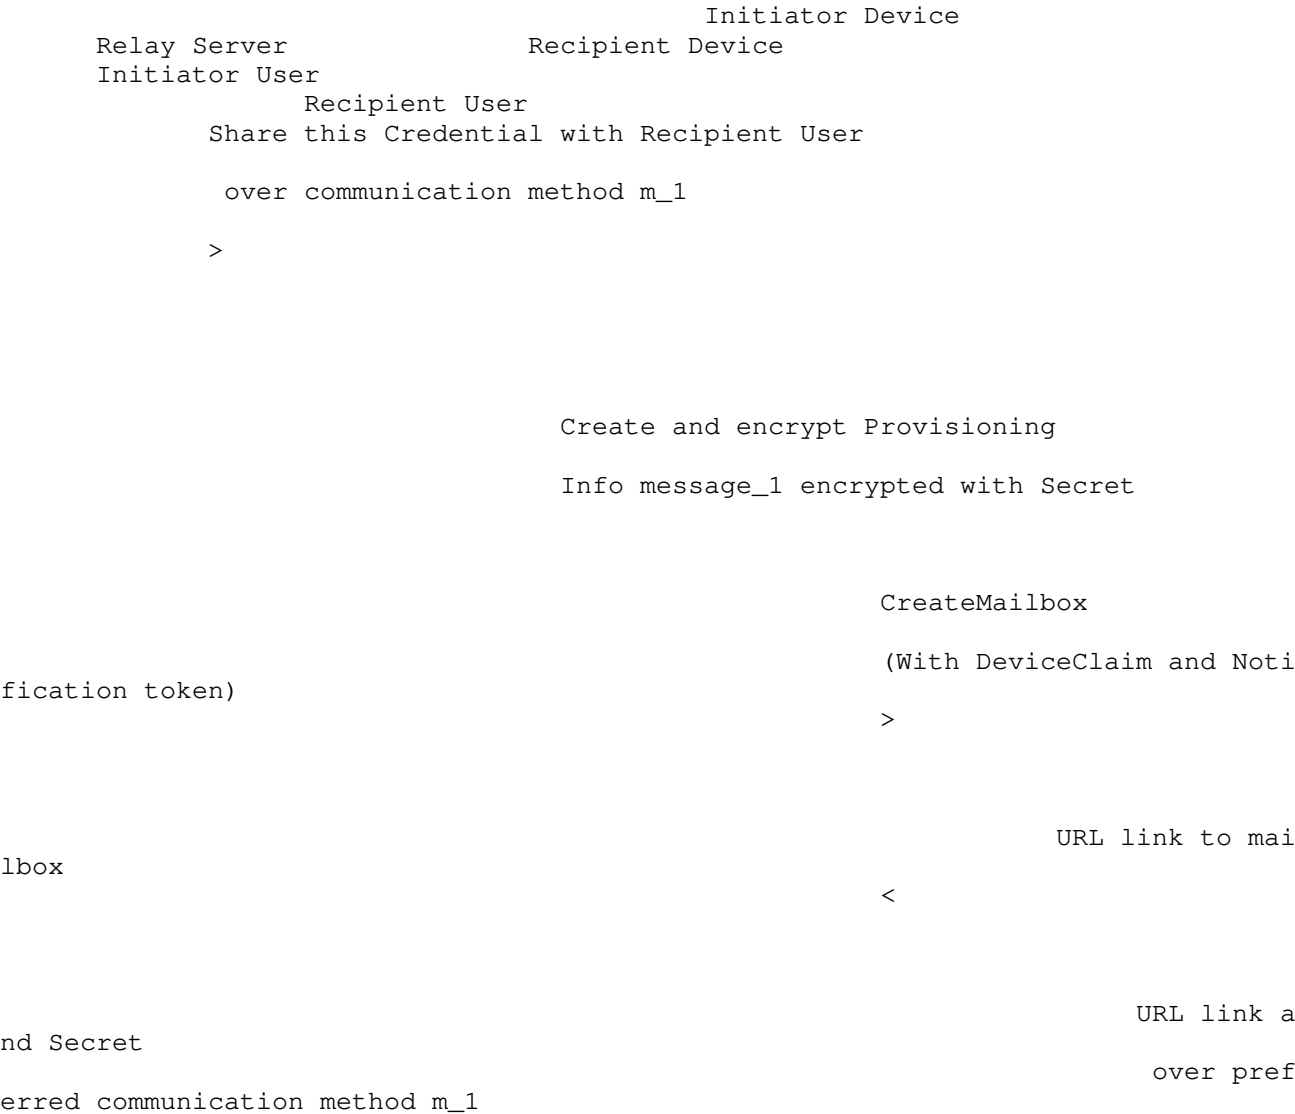 Initiator Device
Relay Server Recipient Device
Initiator User
Recipient User
Share this Credential with Recipient User
over communication method m_1
>
Create and encrypt Provisioning
Info message_1 encrypted with Secret
CreateMailbox
(With DeviceClaim and Noti
fication token)
>
URL link to mai
lbox
<
URL link a
nd Secret
over pref
erred communication method m_1